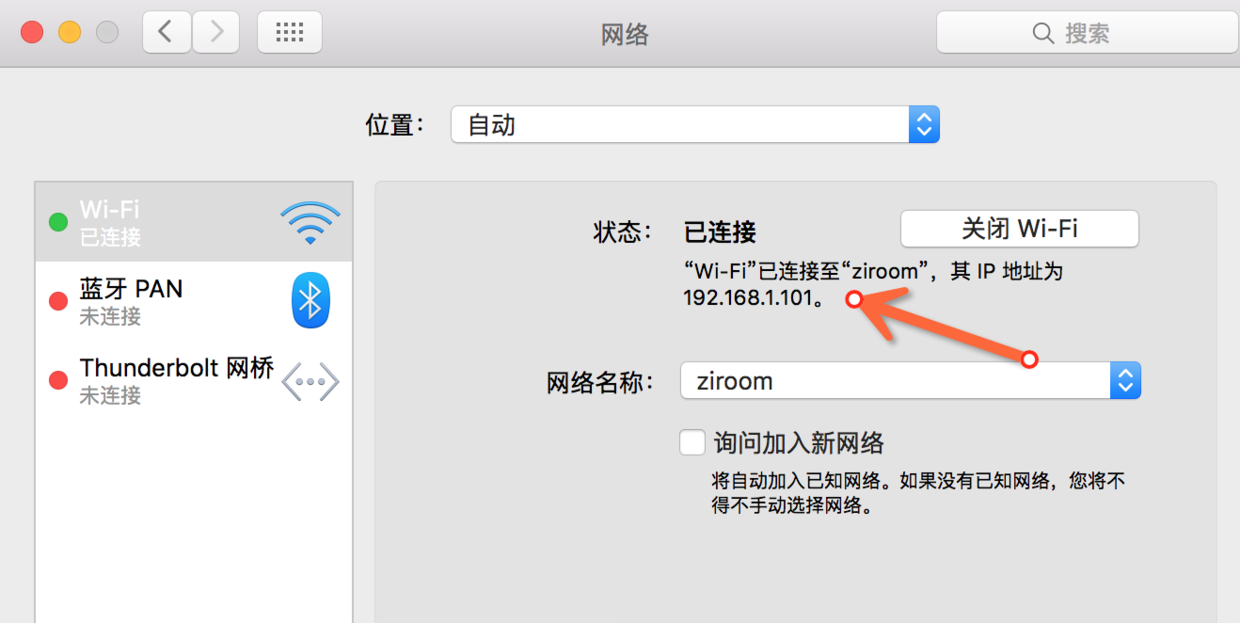 网络
搜索
位置：
自动
Wi-Fi
已连接
蓝牙 PAN
未连接
Thunderbolt 网桥
未连接
状态：
已连接
关闭 Wi-Fi
“Wi-Fi”已连接至“ziroom”，其 IP 地址为
192.168.1.101。
网络名称：
ziroom
询问加入新网络
将自动加入已知网络。如果没有已知网络，您将不
得不手动选择网络。